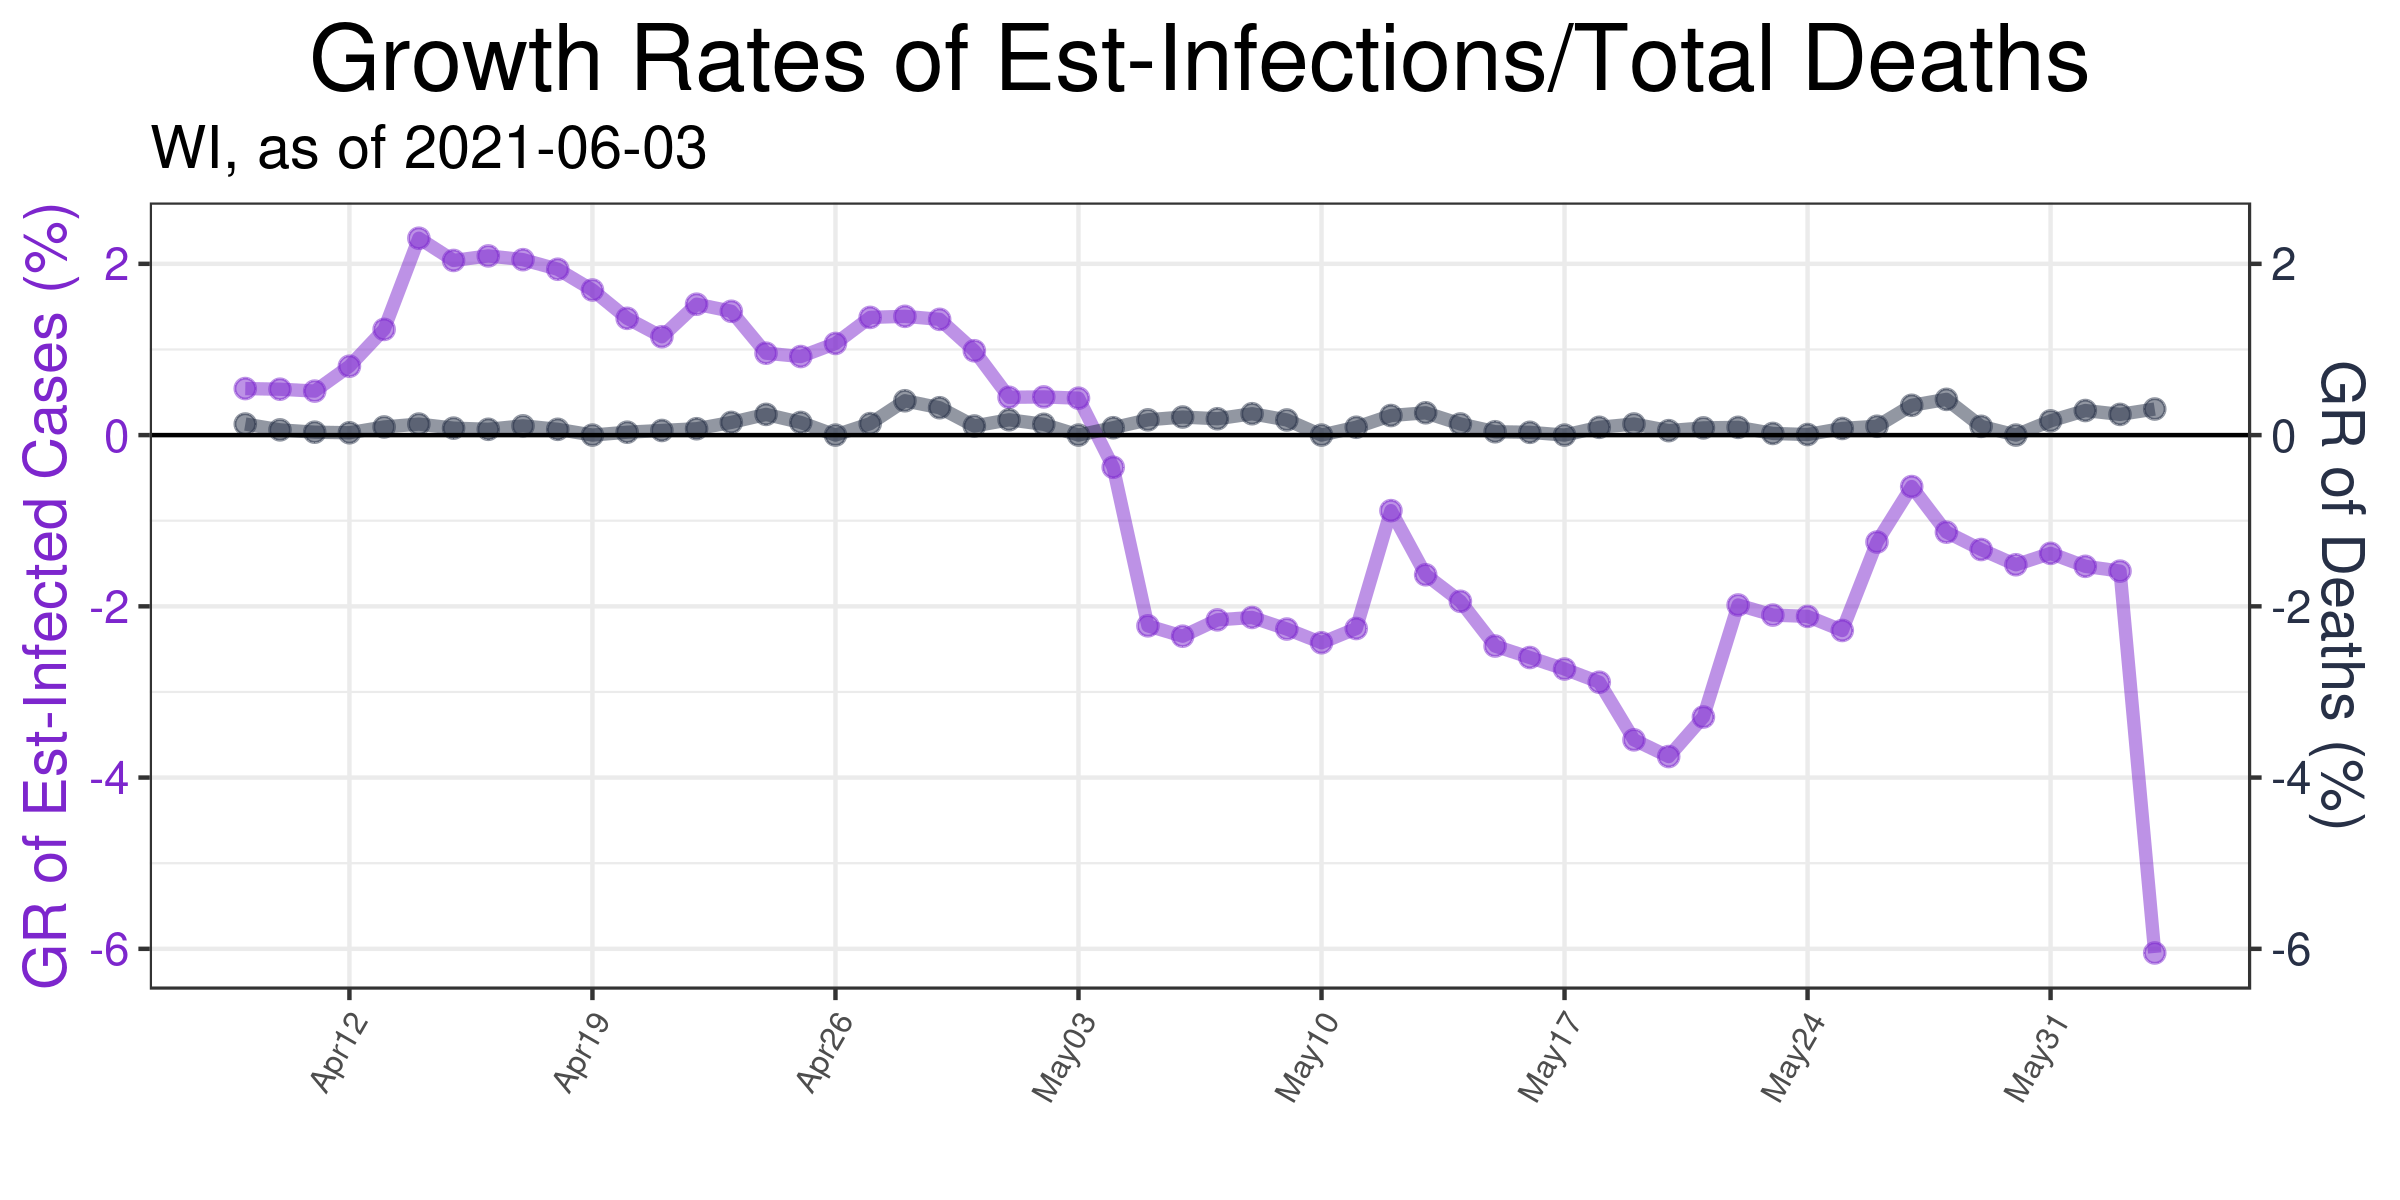 Growth Rates of Est-Infections/Total Deaths
WI, as of 2021-06-03
GR of Est-Infected Cases (%)
2
0
-2
-4
-6
2
0
-2
-4
-6
GR of Deaths (%)
Apr12
Apr19
Apr26
May03
May10
May17
May24
May31